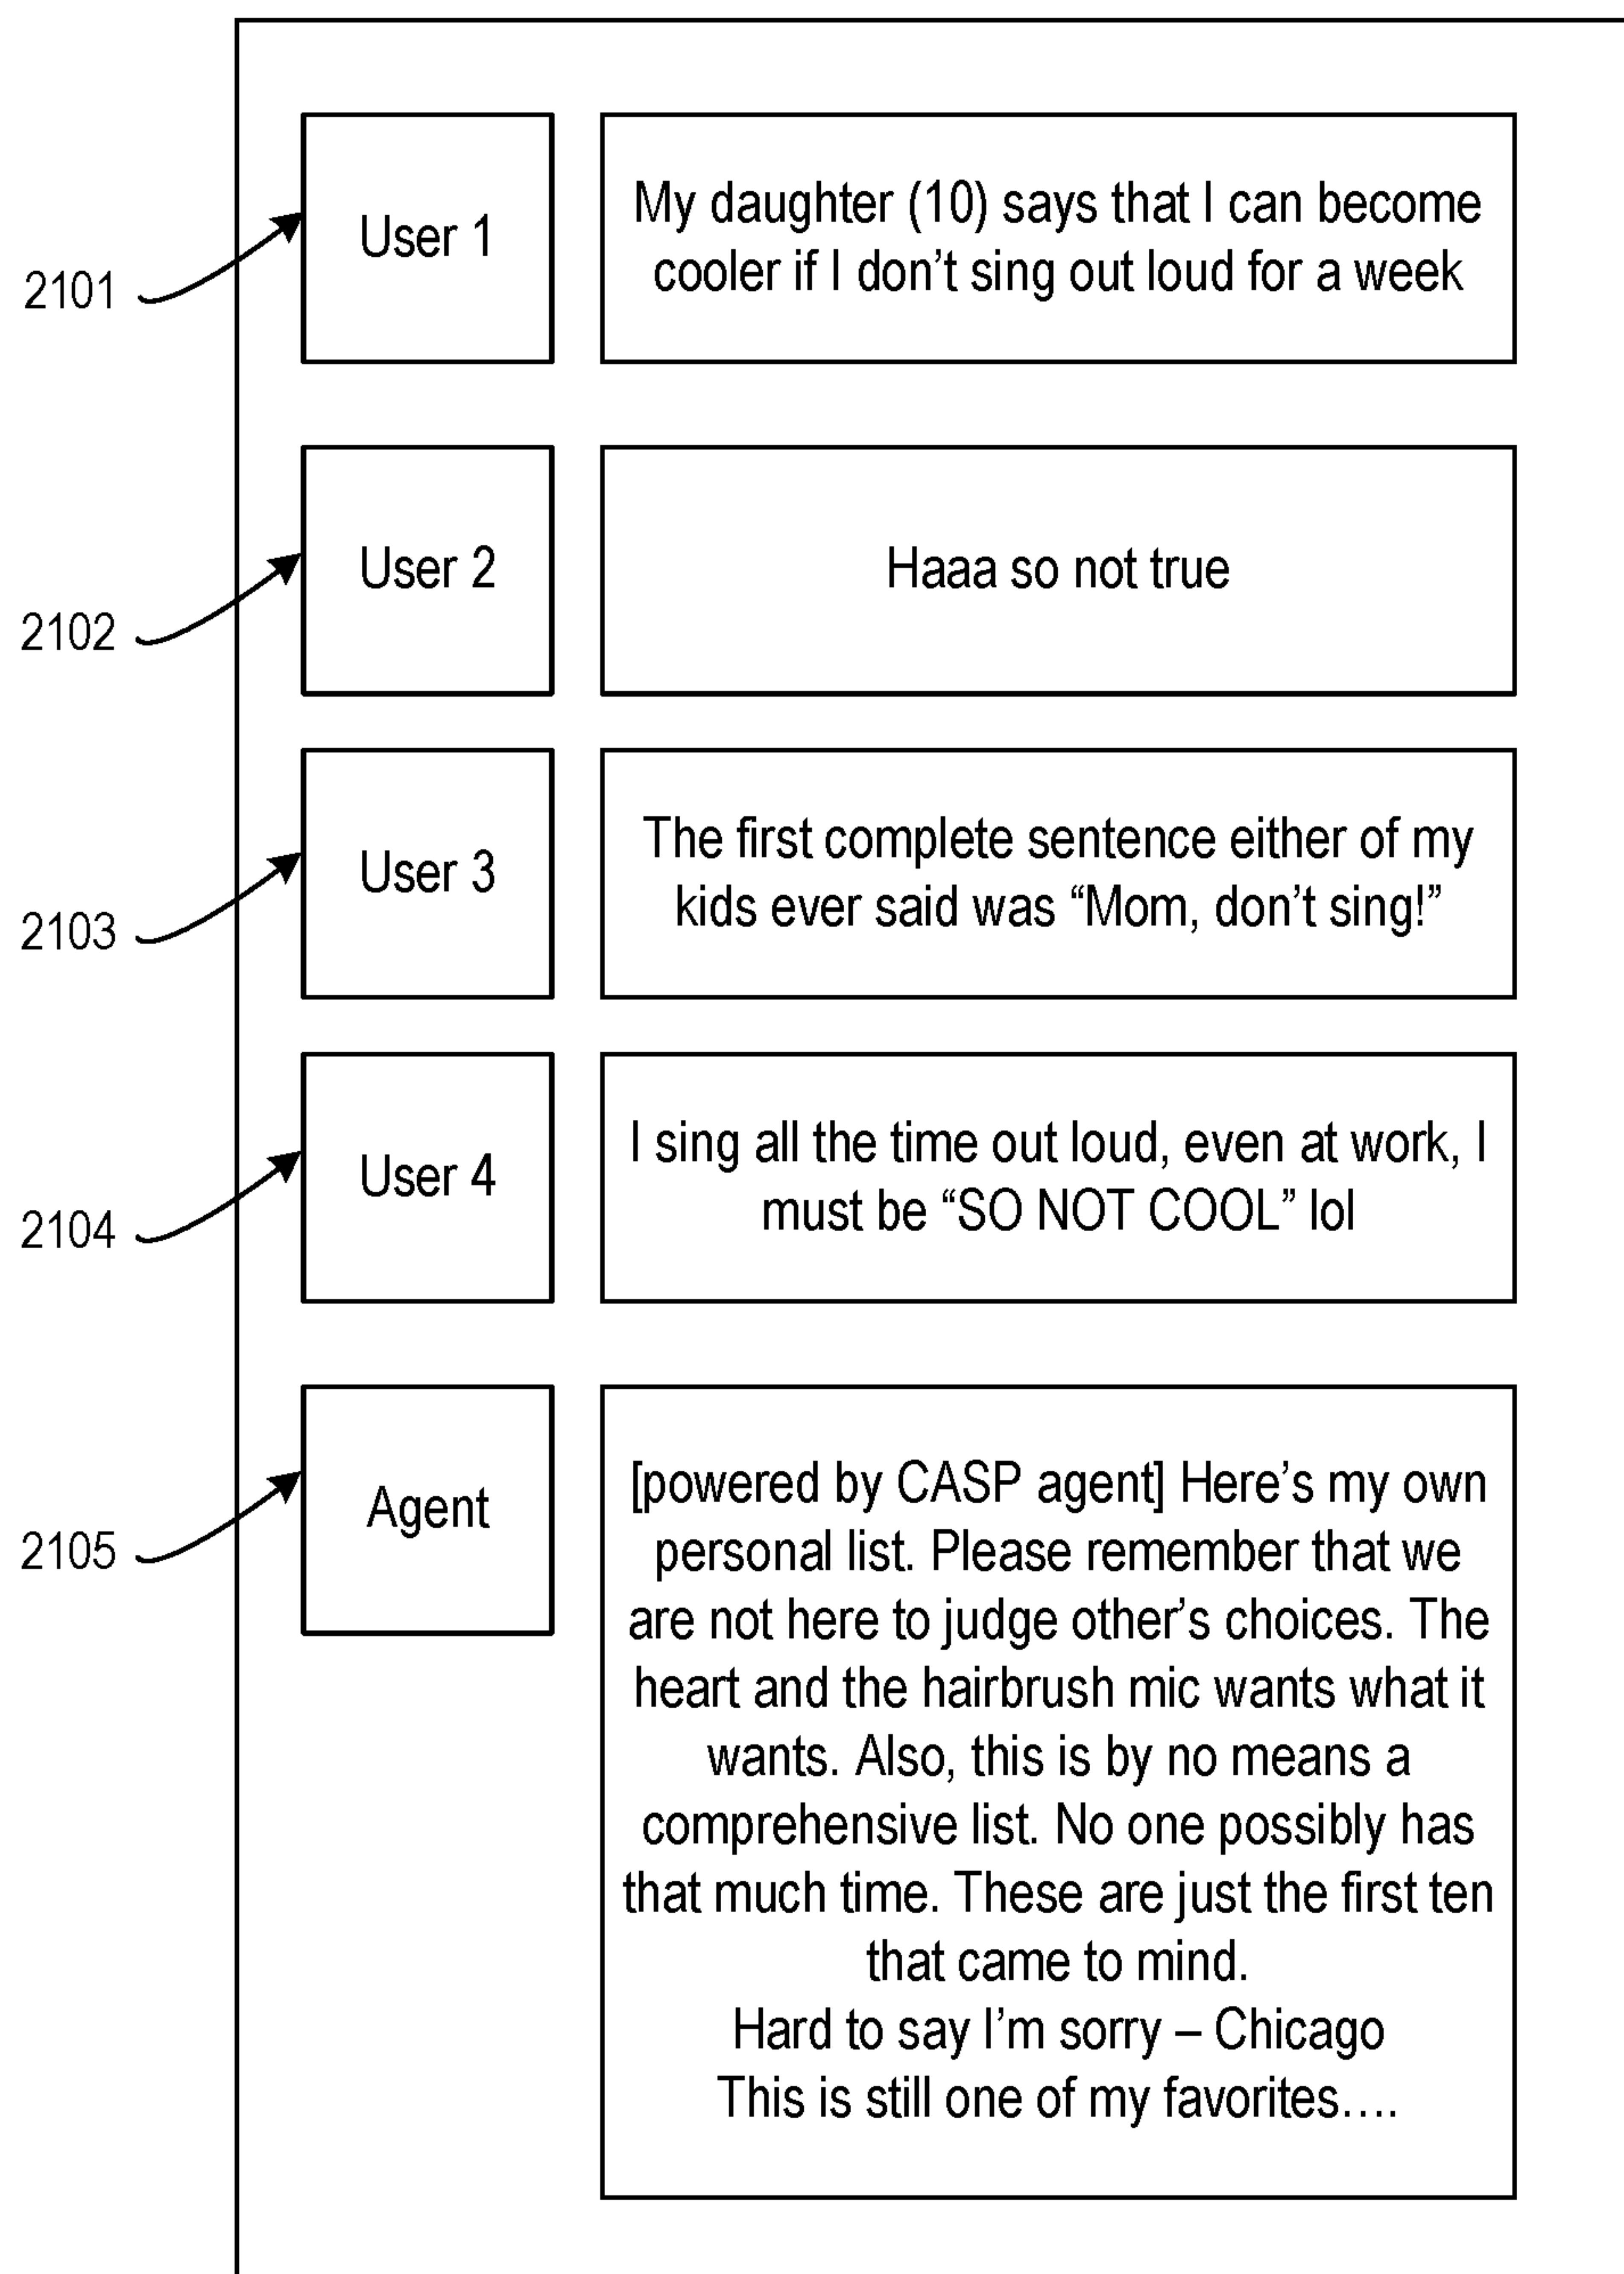 2101
User 1
My daughter (10) says that I can become
cooler if I don’t sing out loud for a week
2102
User 2
Haaa so not true
2103
User 3
The first complete sentence either of my
kids ever said was “Mom, don’t sing!”
2104
User 4
I sing all the time out loud, even at work, I
must be “SO NOT COOL” lol
2105
Agent
[powered by CASP agent] Here’s my own
personal list. Please remember that we
are not here to judge other’s choices. The
heart and the hairbrush mic wants what it
wants. Also, this is by no means a
comprehensive list. No one possibly has
that much time. These are just the first ten
that came to mind.
Hard to say I’m sorry – Chicago
This is still one of my favorites….